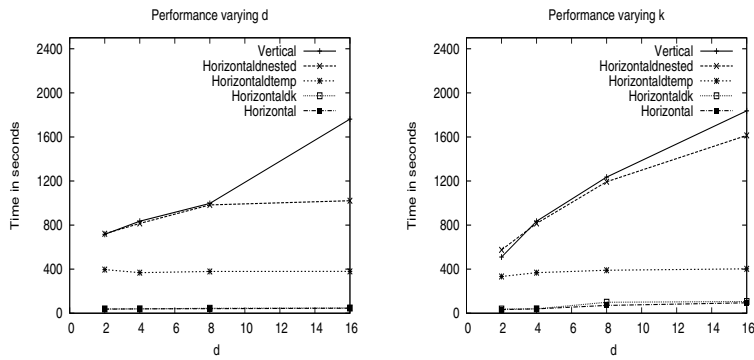 Performance varying d
2400
2000
1600
1200
800
400
0
Time in seconds
Vertical
Horizontaldnested
Horizontaldtemp
Horizontaldk
Horizontal
0 2 4 6 8 10 12 14 16
d
Performance varying k
2400
2000
1600
1200
800
400
0
Time in seconds
Vertical
Horizontaldnested
Horizontaldtemp
Horizontaldk
Horizontal
0 2 4 6 8 10 12 14 16
d